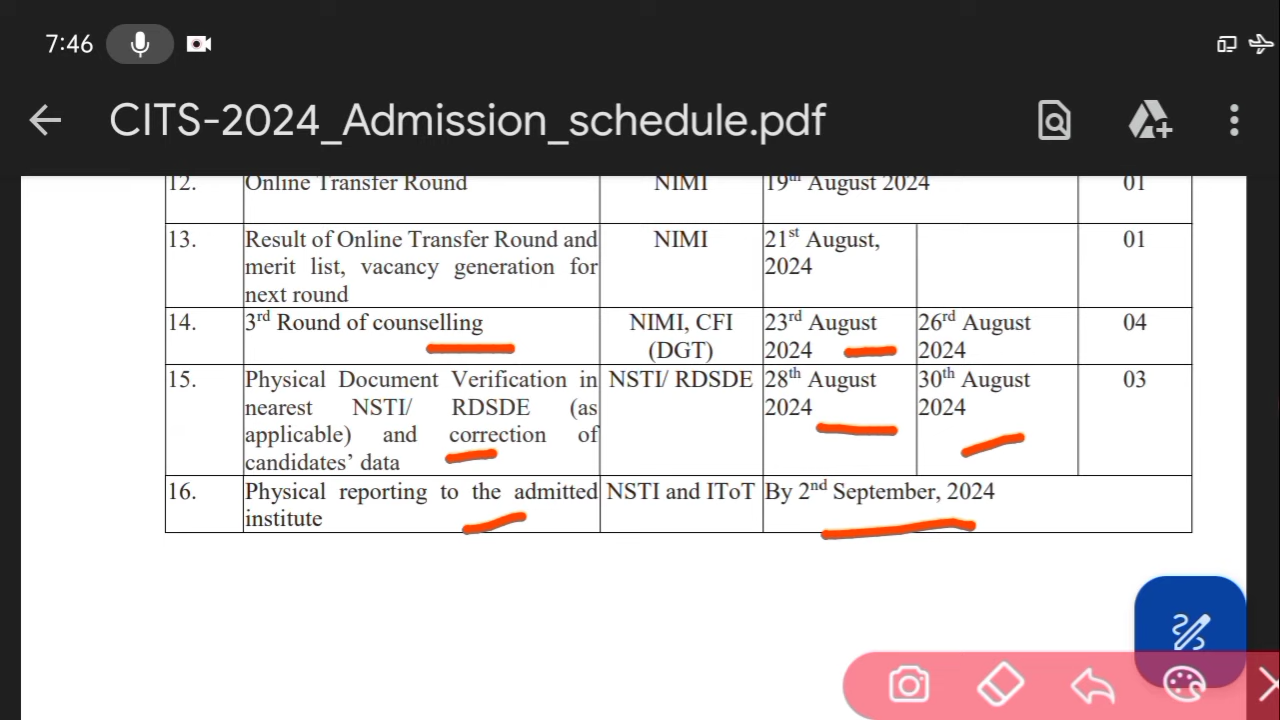 7:46
CITS-2024_Admission_schedule.pdf
12. Online Transfer Round NIMI 19th August 2024 01
13. Result of Online Transfer Round and NIMI 21st August, 01
merit list, vacancy generation for 2024
next round
14. 3rd Round of counselling NIMI, CFI 23rd August 26rd August 04
(DGT) 2024 2024
15. Physical Document Verification in NSTI/ RDSDE 28th August 30th August 03
nearest NSTI/ RDSDE (as 2024 2024
applicable) and correction of
candidates’ data
16. Physical reporting to the admitted NSTI and IToT By 2nd September, 2024
institute